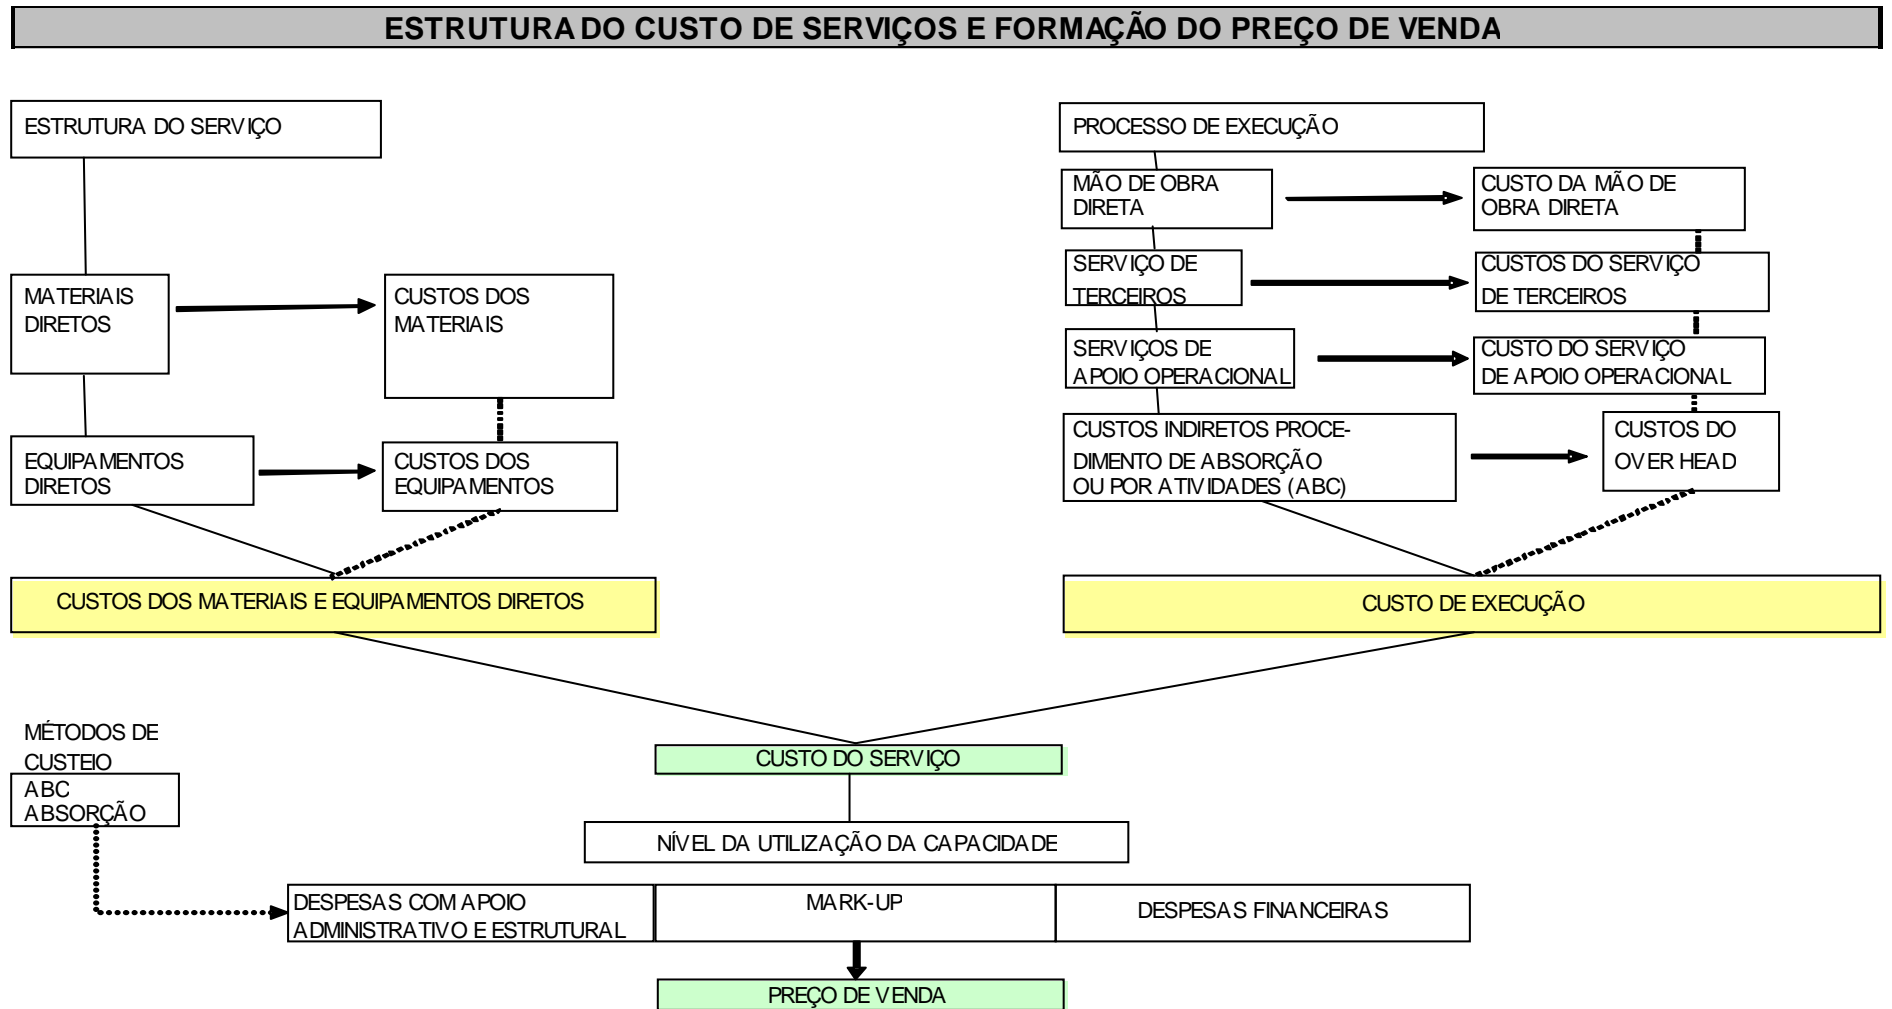 ESTRUTURA DO CUSTO DE SERVIÇOS E FORMAÇÃO DO PREÇO DE VENDA
ESTRUTURA DO SERVIÇO
MATERIAIS
DIRETOS
CUSTOS DOS
MATERIAIS
EQUIPAMENTOS
DIRETOS
CUSTOS DOS
EQUIPAMENTOS
CUSTOS DOS MATERIAIS E EQUIPAMENTOS DIRETOS
PROCESSO DE EXECUÇÃO
MÃO DE OBRA
DIRETA
CUSTO DA MÃO DE
OBRA DIRETA
SERVIÇO DE
TERCEIROS
CUSTOS DO SERVIÇO
DE TERCEIROS
SERVIÇOS DE
APOIO OPERACIONAL
CUSTO DO SERVIÇO
DE APOIO OPERACIONAL
CUSTOS INDIRETOS PROCE-
DIMENTO DE ABSORÇÃO
OU POR ATIVIDADES (ABC)
CUSTOS DO
OVER HEAD
CUSTO DE EXECUÇÃO
MÉTODOS DE
CUSTEIO
ABC
ABSORÇÃO
CUSTO DO SERVIÇO
NÍVEL DA UTILIZAÇÃO DA CAPACIDADE
DESPESAS COM APOIO
ADMINISTRATIVO E ESTRUTURAL
MARK-UP
DESPESAS FINANCEIRAS
PREÇO DE VENDA